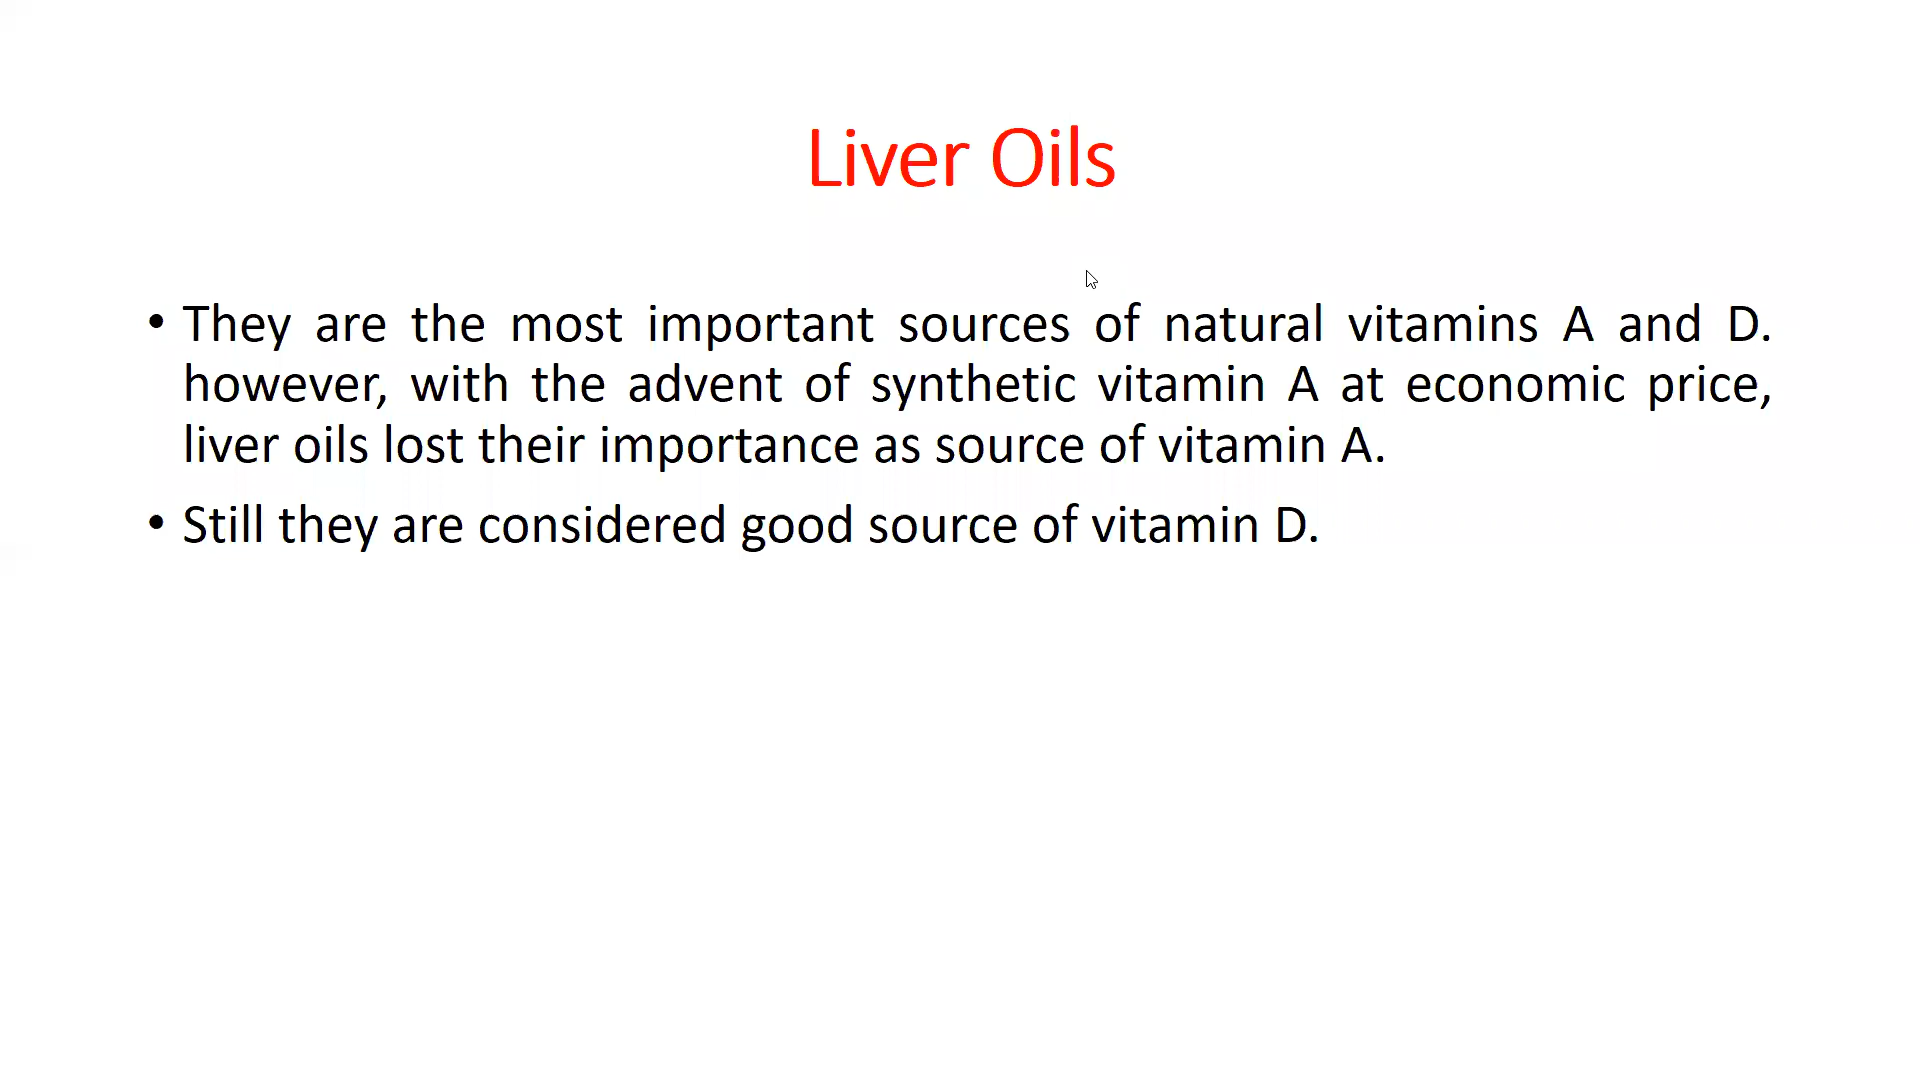 Liver Oils
• They are the most important sources of natural vitamins A and D.
however, with the advent of synthetic vitamin A at economic price,
liver oils lost their importance as source of vitamin A.
• Still they are considered good source of vitamin D.